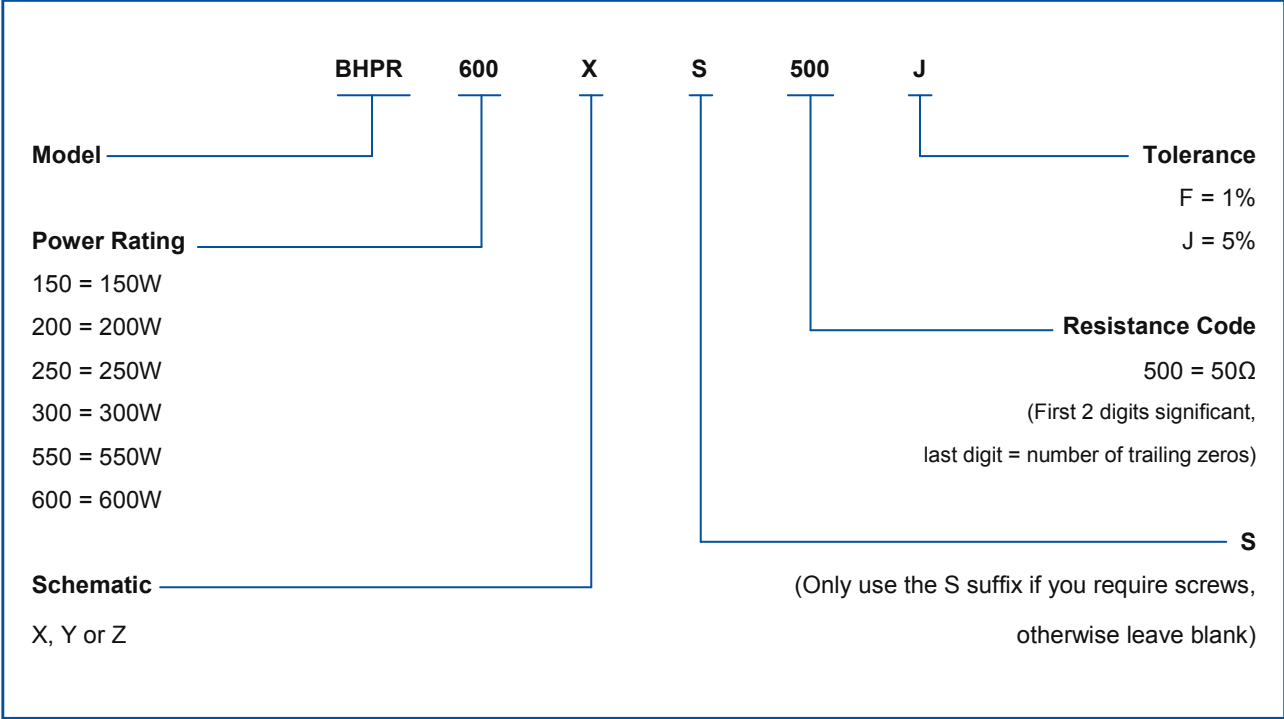 BHPR 600 X S 500 J
Model
Power Rating
150 = 150W
200 = 200W
250 = 250W
300 = 300W
550 = 550W
600 = 600W
Schematic
X, Y or Z
Tolerance
F = 1%
J = 5%
Resistance Code
500 = 50Ω
(First 2 digits significant,
last digit = number of trailing zeros)
S
(Only use the S suffix if you require screws,
otherwise leave blank)